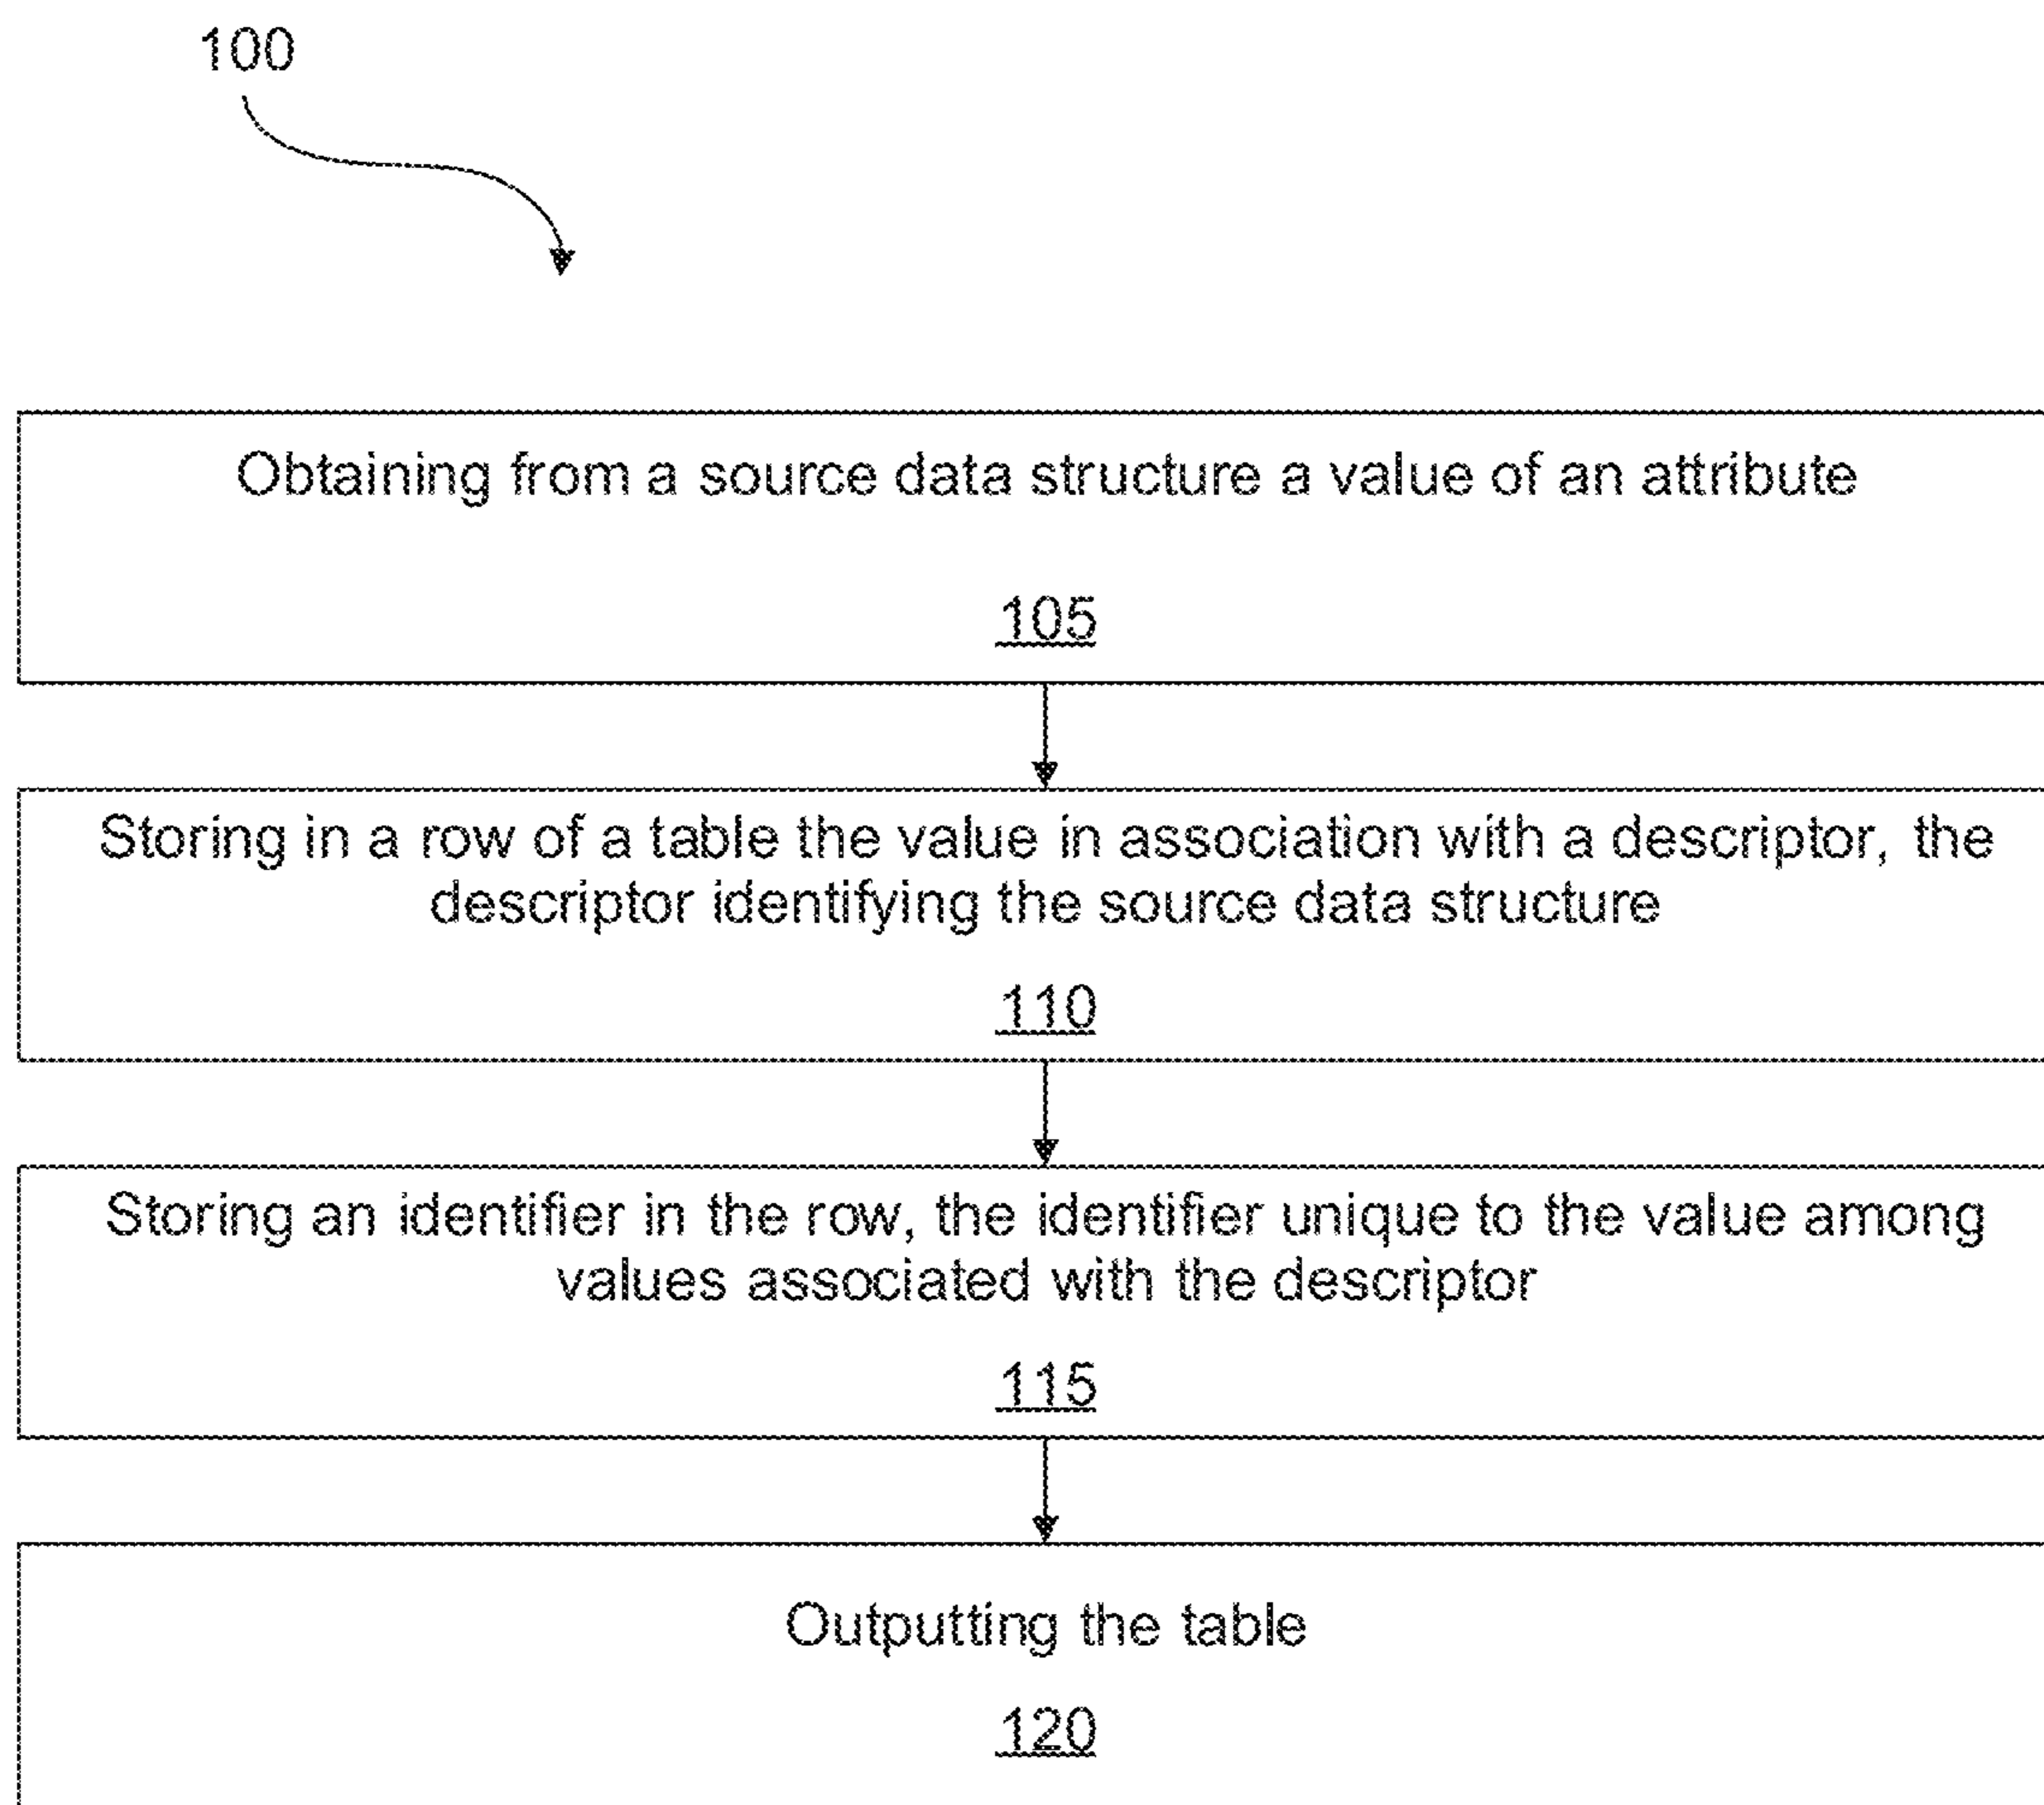 100
Obtaining from a source data structure a value of an attribute
105
Storing in a row of a table the value in association with a descriptor, the
descriptor identifying the source data structure
110
Storing an identifier in the row, the identifier unique to the value among
values associated with the descriptor
115
Outputting the table
120